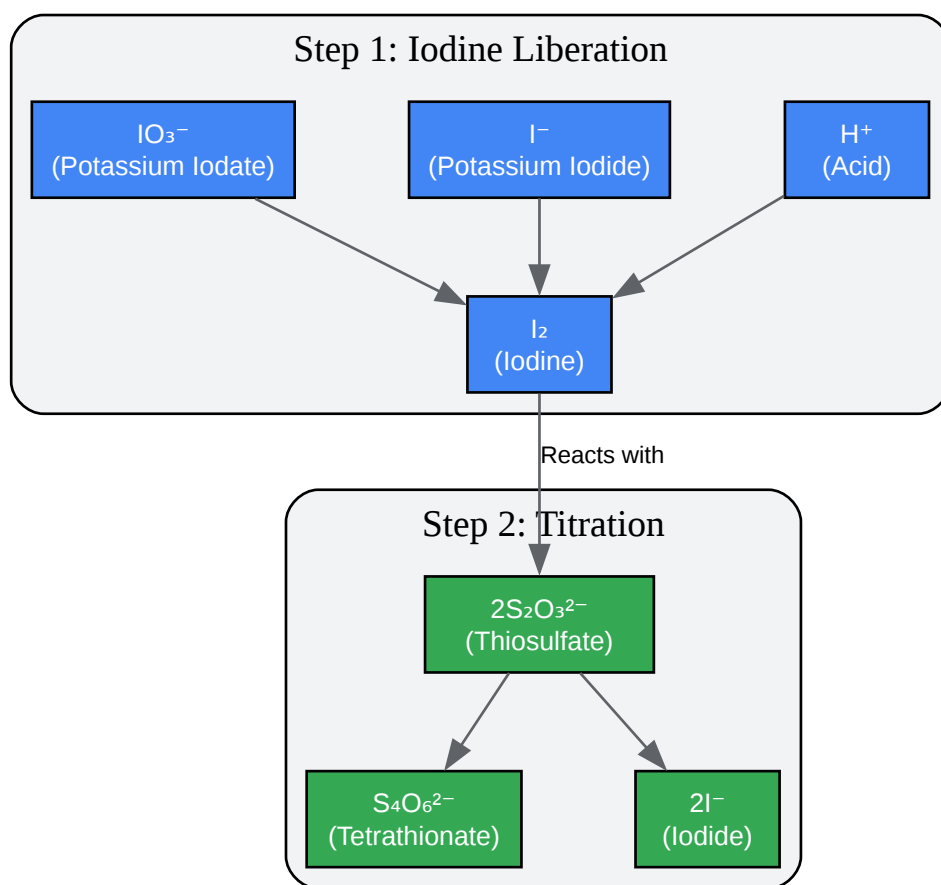 Step 1: Iodine Liberation
IO₃⁻
(Potassium Iodate)
I⁻
(Potassium Iodide)
H⁺
(Acid)
I₂
(Iodine)
Reacts with
Step 2: Titration
2S₂O₃²⁻
(Thiosulfate)
S₄O₆²⁻
(Tetrathionate)
2I⁻
(Iodide)